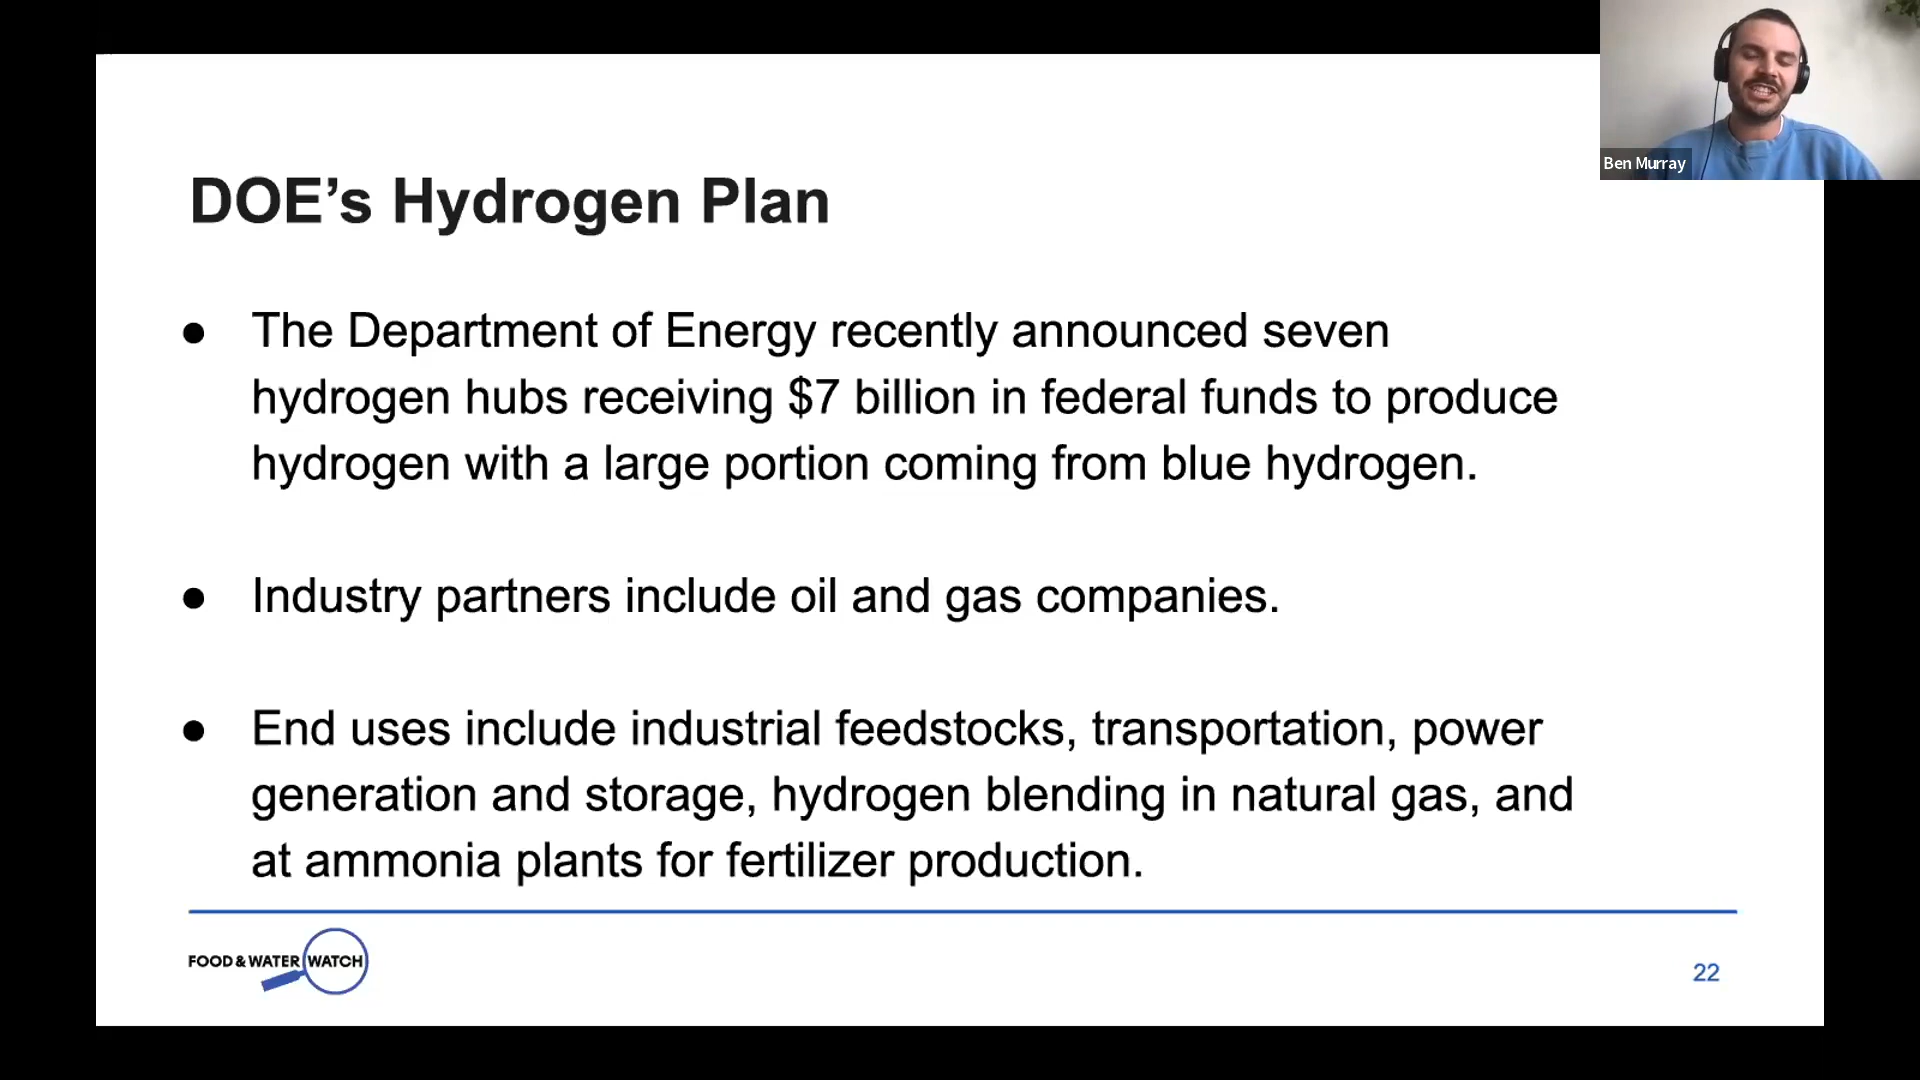 Ben Murray
DOE’s Hydrogen Plan
● The Department of Energy recently announced seven
hydrogen hubs receiving $7 billion in federal funds to produce
hydrogen with a large portion coming from blue hydrogen.
● Industry partners include oil and gas companies.
● End uses include industrial feedstocks, transportation, power
generation and storage, hydrogen blending in natural gas, and
at ammonia plants for fertilizer production.
FOOD & WATER WATCH
22